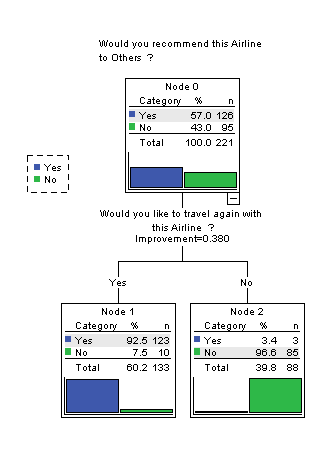 Would you recommend this Airline
to Others ?
Node 0
Category % n
Yes 57.0 126
No 43.0 95
Total 100.0 221
Yes
No
Would you like to travel again with
this Airline ?
Improvement=0.380
Yes No
Node 1
Category % n
Yes 92.5 123
No 7.5 10
Total 60.2 133
Node 2
Category % n
Yes 3.4 3
No 96.6 85
Total 39.8 88